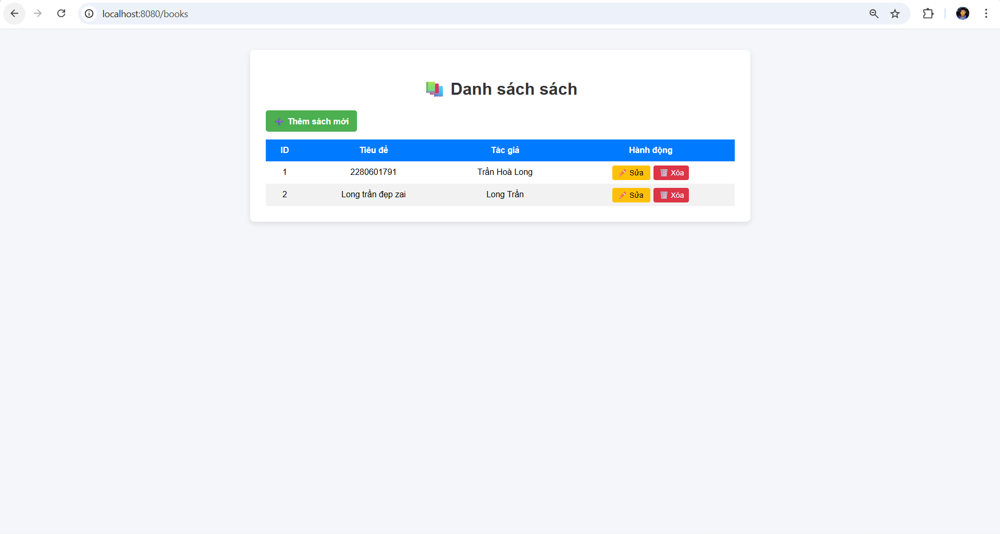 localhost:8080/books
Danh sách sách
Thêm sách mới
ID Tiêu đề Tác giả Hành động
1 2280601791 Trần Hoà Long Sửa Xóa
2 Long trần đẹp zai Long Trần Sửa Xóa